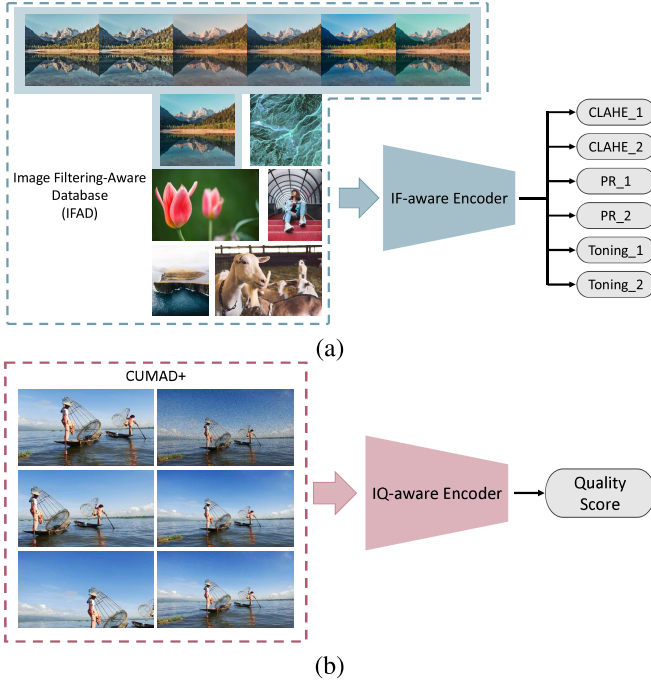 Image Filtering-Aware
Database
(IFAD)
IF-aware Encoder
CLAHE_1
CLAHE_2
PR_1
PR_2
Toning_1
Toning_2
(a)
CUMAD+
IQ-aware Encoder
Quality
Score
(b)